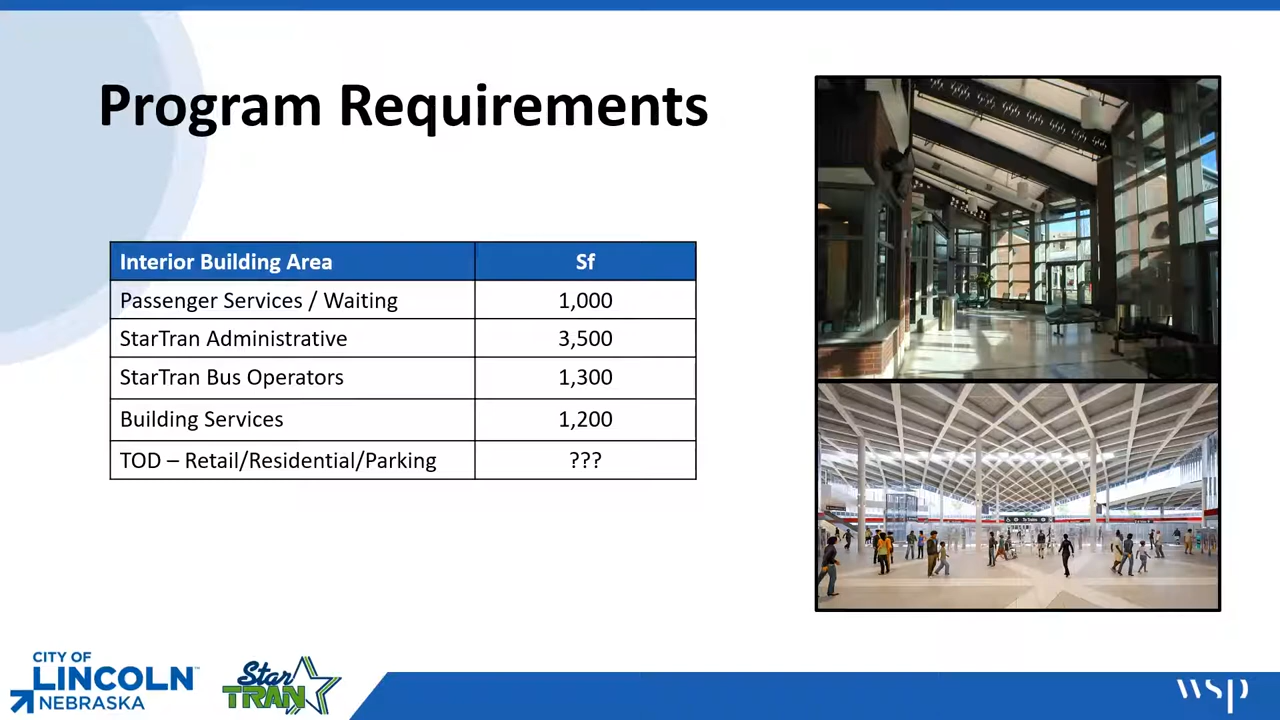 Program Requirements
Interior Building Area Sf
Passenger Services / Waiting 1,000
StarTran Administrative 3,500
StarTran Bus Operators 1,300
Building Services 1,200
TOD – Retail/Residential/Parking ???
CITY OF
LINCOLN
NEBRASKA
Star
TRAN
wsp